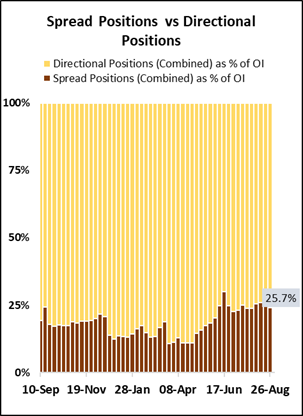 Spread Positions vs Directional
Positions
Directional Positions (Combined) as % of OI
Spread Positions (Combined) as % of OI
100%
75%
50%
25%
25.7%
0%
10-Sep 19-Nov 28-Jan 08-Apr 17-Jun 26-Aug